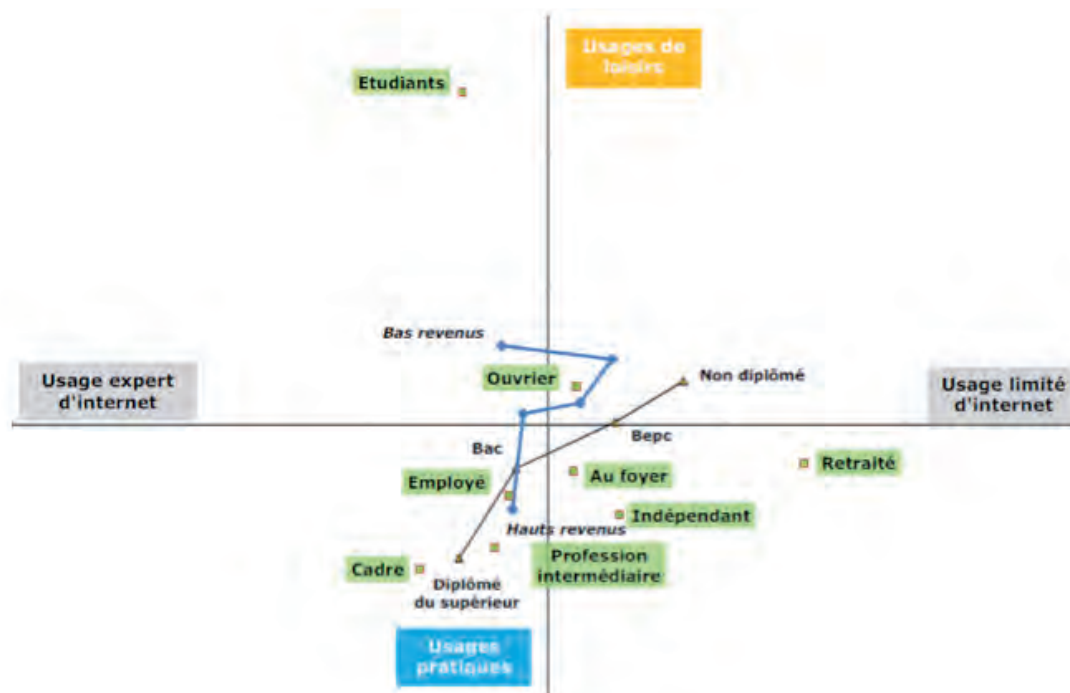 Usages de
loisirs
Etudiants
Bas revenus
Usage expert
d'internet
Ouvrier
Non diplômé
Usage limité
d'internet
Bac
Bepc
Employé
Au foyer
Retraité
Indépendant
Hauts revenus
Cadre
Profession
intermédiaire
Diplômé
du supérieur
Usages
pratiques